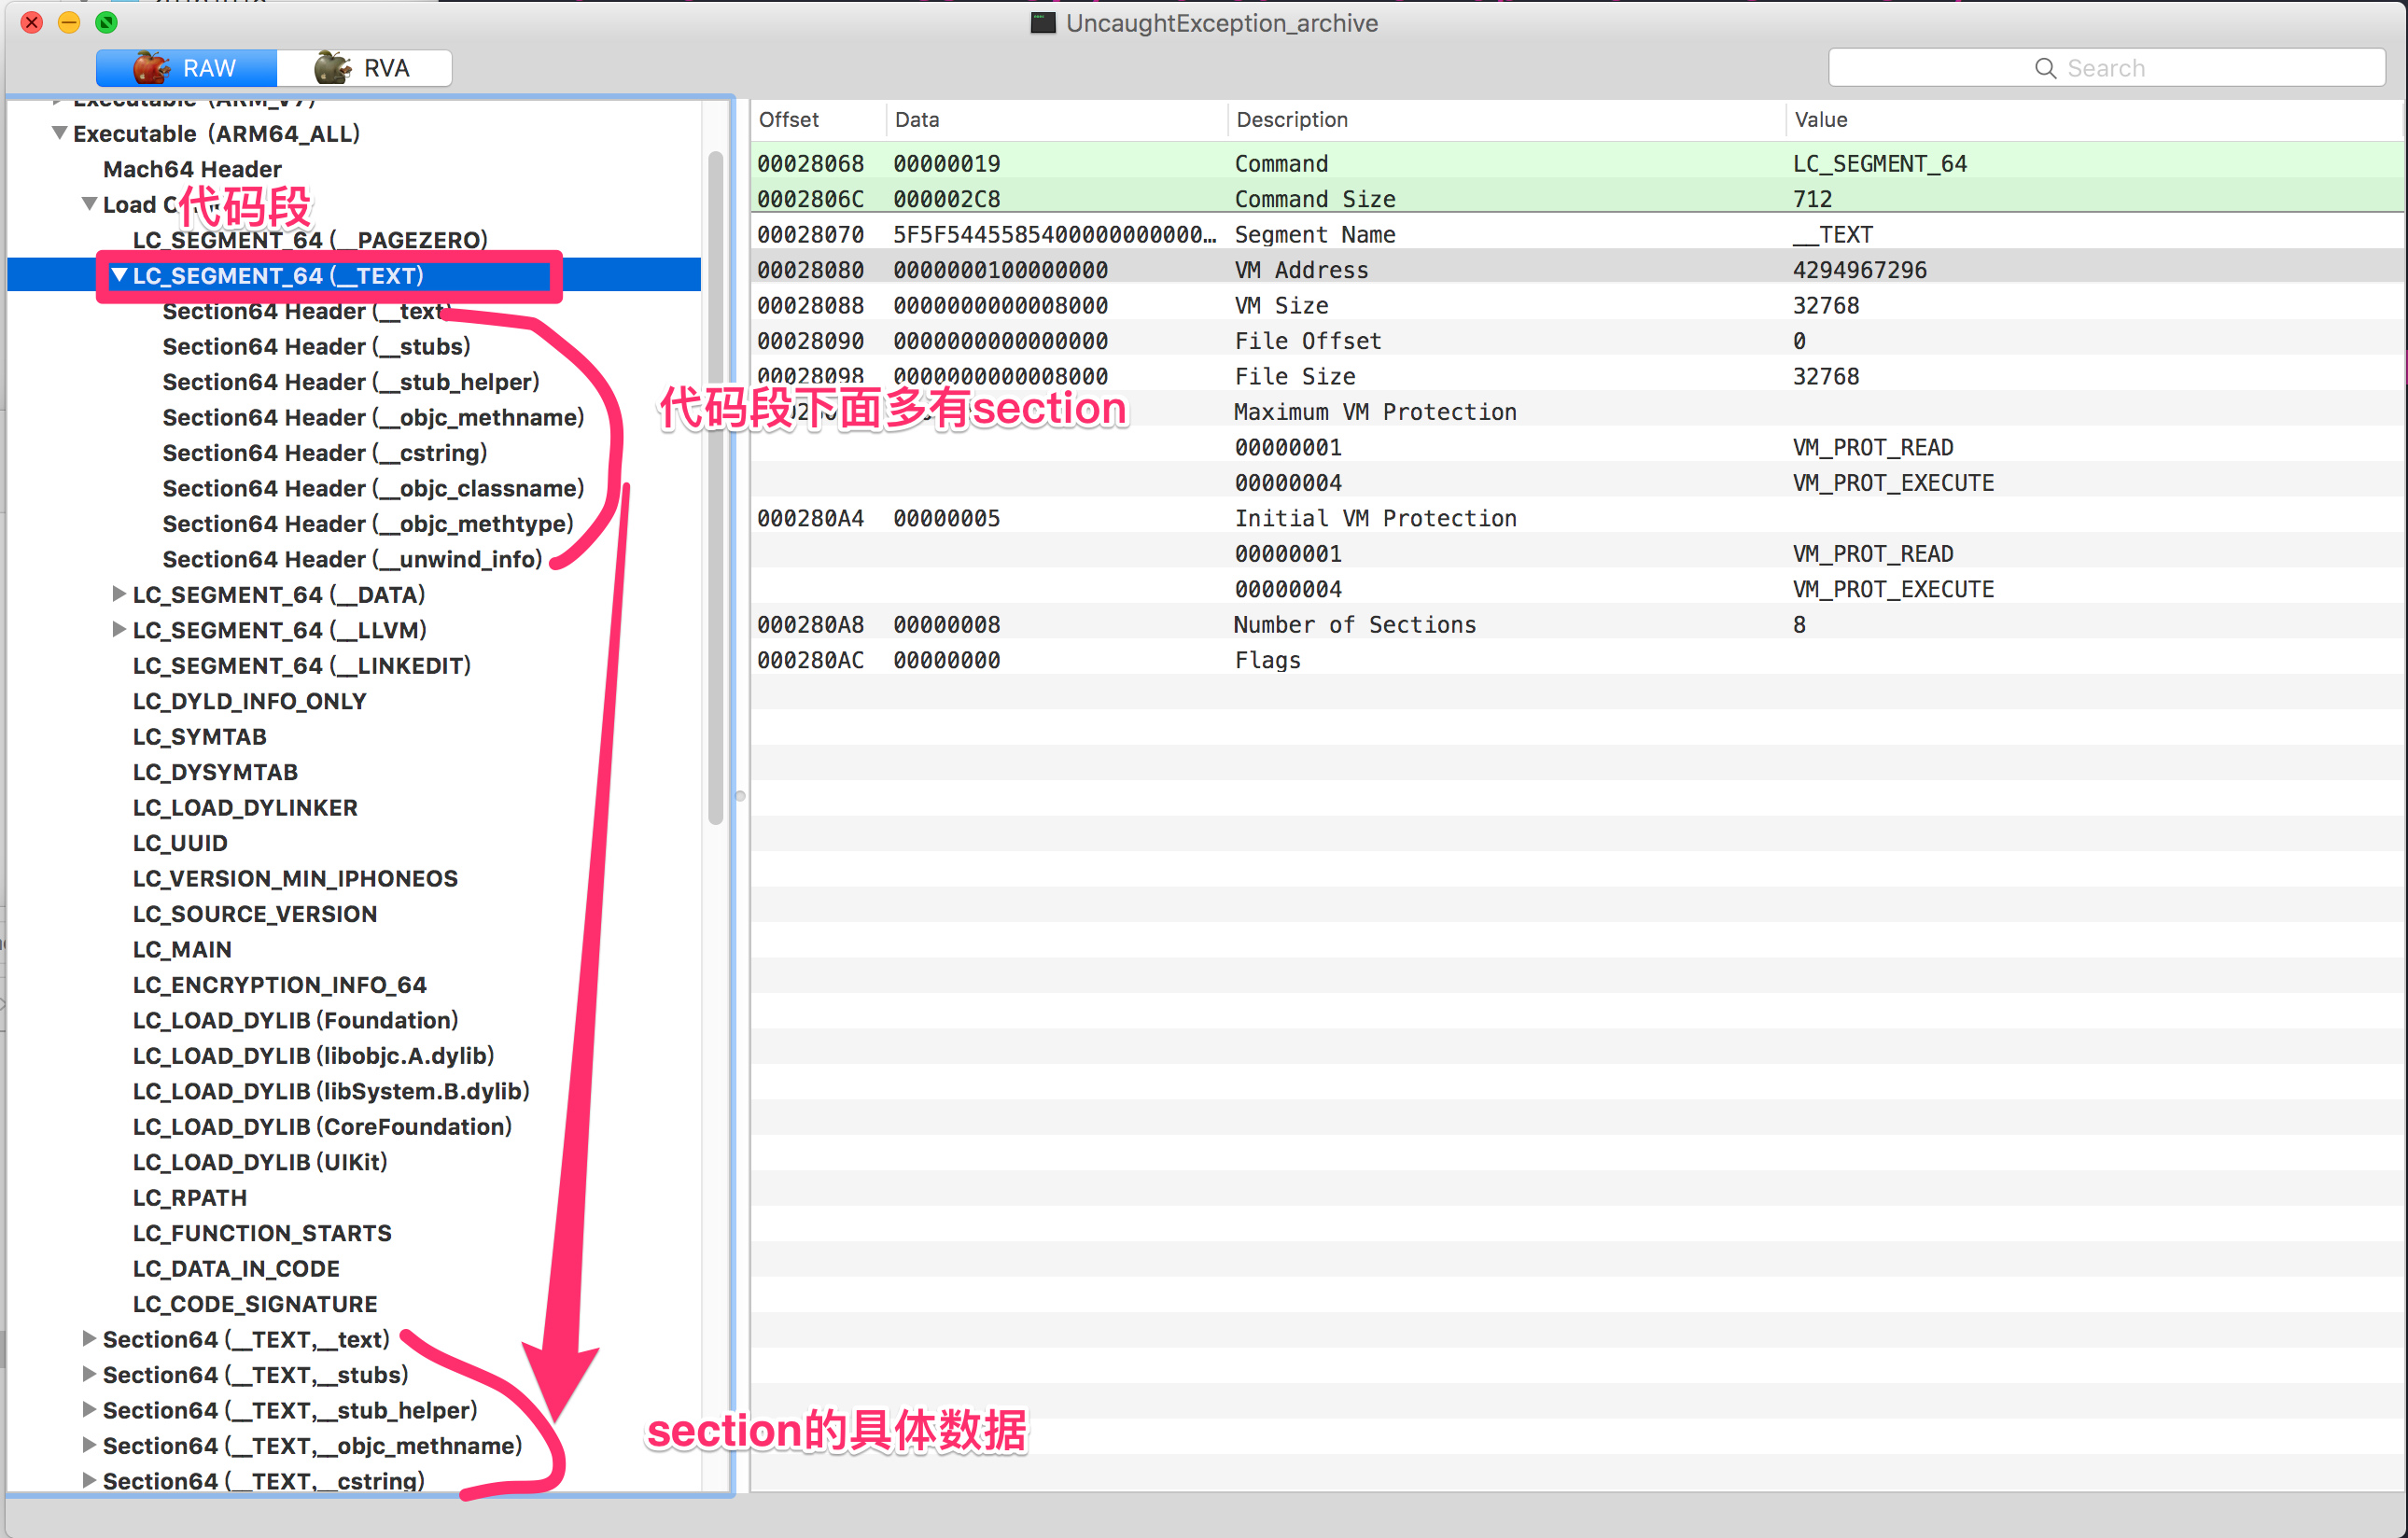 UncaughtException_archive
RAW RVA Search
Executable (ARM_V7)
Executable (ARM64_ALL)
Mach64 Header
代码段
Load C
LC_SEGMENT_64 (__PAGEZERO)
LC_SEGMENT_64 (__TEXT)
Section64 Header (__text)
Section64 Header (__stubs)
Section64 Header (__stub_helper)
Section64 Header (__objc_methname)
Section64 Header (__cstring)
Section64 Header (__objc_classname)
Section64 Header (__objc_methtype)
Section64 Header (__unwind_info)
LC_SEGMENT_64 (__DATA)
LC_SEGMENT_64 (__LLVM)
LC_SEGMENT_64 (__LINKEDIT)
LC_DYLD_INFO_ONLY
LC_SYMTAB
LC_DYSYMTAB
LC_LOAD_DYLINKER
LC_UUID
LC_VERSION_MIN_IPHONEOS
LC_SOURCE_VERSION
LC_MAIN
LC_ENCRYPTION_INFO_64
LC_LOAD_DYLIB (Foundation)
LC_LOAD_DYLIB (libobjc.A.dylib)
LC_LOAD_DYLIB (libSystem.B.dylib)
LC_LOAD_DYLIB (CoreFoundation)
LC_LOAD_DYLIB (UIKit)
LC_RPATH
LC_FUNCTION_STARTS
LC_DATA_IN_CODE
LC_CODE_SIGNATURE
Section64 (__TEXT,__text)
Section64 (__TEXT,__stubs)
Section64 (__TEXT,__stub_helper)
Section64 (__TEXT,__objc_methname)
Section64 (__TEXT,__cstring)
Offset Data Description Value
00028068 00000019 Command LC_SEGMENT_64
0002806C 000002C8 Command Size 712
00028070 5F5F5445585400000000000… Segment Name __TEXT
00028080 0000000100000000 VM Address 4294967296
00028088 0000000000008000 VM Size 32768
00028090 0000000000000000 File Offset 0
00028098 0000000000008000 File Size 32768
代码段下面多有section
Maximum VM Protection
00000001 VM_PROT_READ
00000004 VM_PROT_EXECUTE
000280A4 00000005 Initial VM Protection
00000001 VM_PROT_READ
00000004 VM_PROT_EXECUTE
000280A8 00000008 Number of Sections 8
000280AC 00000000 Flags
section的具体数据